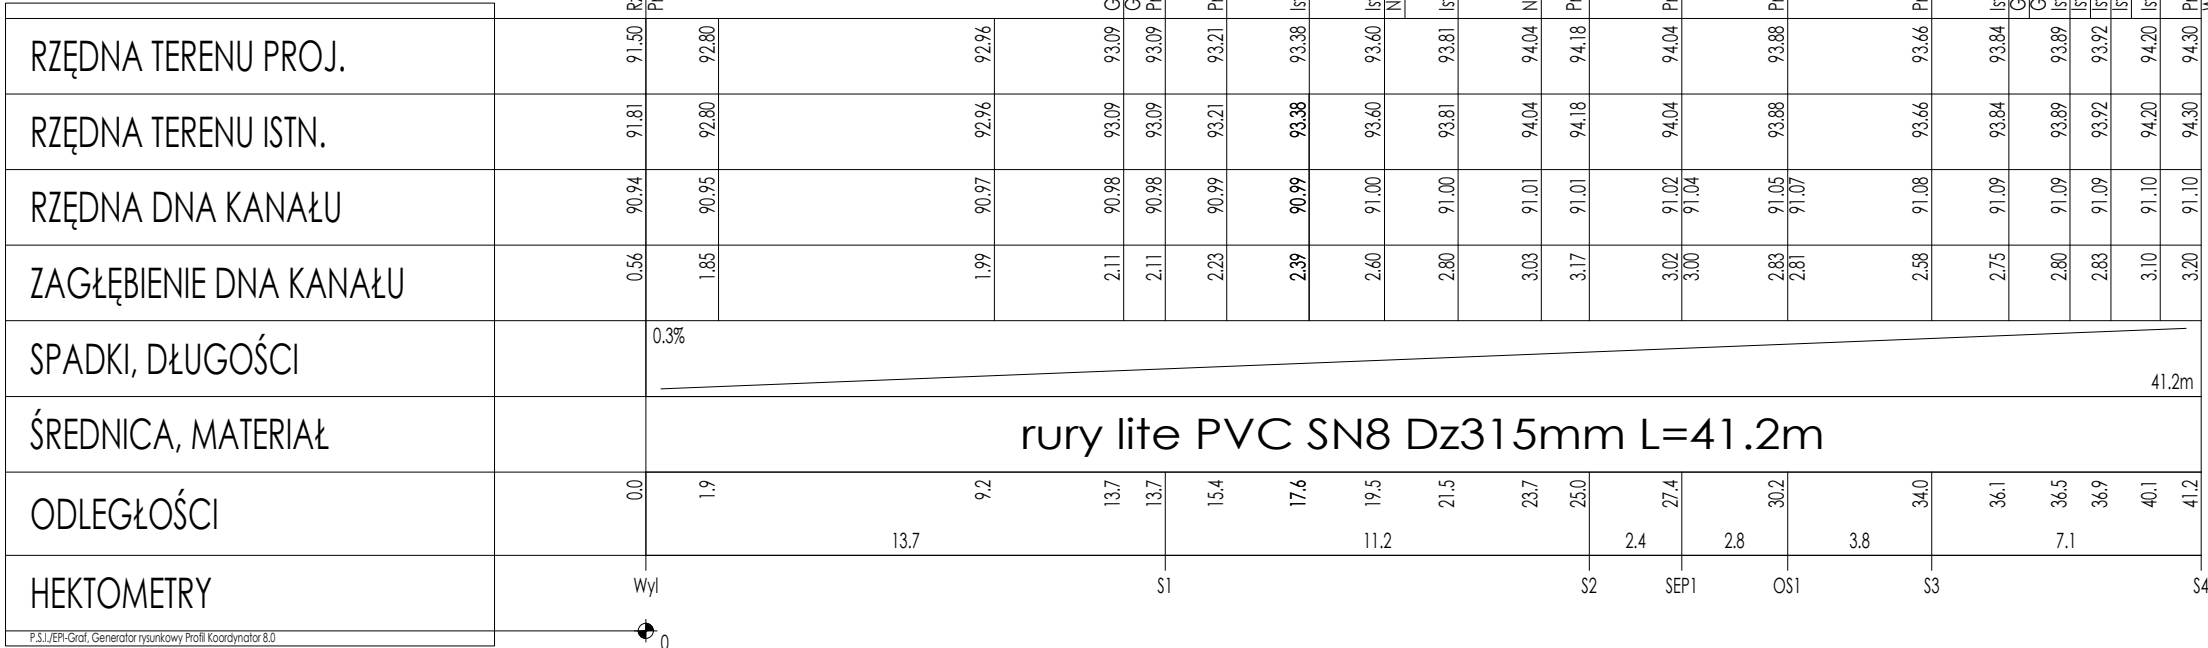 RZĘDNA TERENU PROJ. 91.50 92.80 92.96 93.09 93.09 93.21 93.38 93.60 93.81 94.04 94.18 94.04 93.88 93.66 93.84 93.89 93.92 94.20 94.30
RZĘDNA TERENU ISTN. 91.81 92.80 92.96 93.09 93.09 93.21 93.38 93.60 93.81 94.04 94.18 94.04 93.88 93.66 93.84 93.89 93.92 94.20 94.30
RZĘDNA DNA KANAŁU 90.94 90.95 90.97 90.98 90.98 90.99 90.99 91.00 91.00 91.01 91.01 91.02 91.04 91.05 91.07 91.08 91.09 91.09 91.09 91.10 91.10
ZAGŁĘBIENIE DNA KANAŁU 0.56 1.85 1.99 2.11 2.11 2.23 2.39 2.60 2.80 3.03 3.17 3.02 3.00 2.83 2.81 2.58 2.75 2.80 2.83 3.10 3.20
SPADKI, DŁUGOŚCI 0.3% 41.2m
ŚREDNICA, MATERIAŁ rury lite PVC SN8 Dz315mm L=41.2m
ODLEGŁOŚCI 0.0 1.9 9.2 13.7 13.7 15.4 17.6 19.5 21.5 23.7 25.0 27.4 30.2 34.0 36.1 36.5 36.9 40.1 41.2
13.7 11.2 2.4 2.8 3.8 7.1
HEKTOMETRY Wyl S1 S2 SEP1 OS1 S3 S4
P.S.I./EPI-Graf, Generator rysunkowy Profil Koordynator 8.0
0